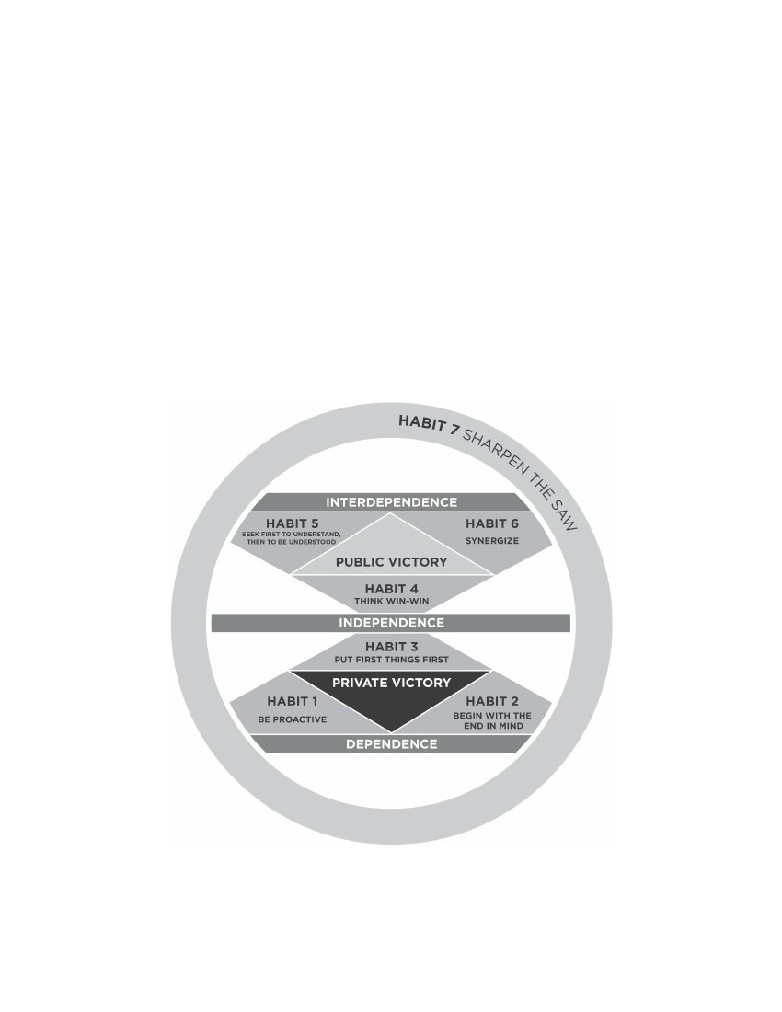 HABIT 7 SHARPEN THE SAW
INTERDEPENDENCE
HABIT 5
SEEK FIRST TO UNDERSTAND,
THEN TO BE UNDERSTOOD
HABIT 6
SYNERGIZE
PUBLIC VICTORY
HABIT 4
THINK WIN-WIN
INDEPENDENCE
HABIT 3
PUT FIRST THINGS FIRST
PRIVATE VICTORY
HABIT 1
BE PROACTIVE
HABIT 2
BEGIN WITH THE
END IN MIND
DEPENDENCE